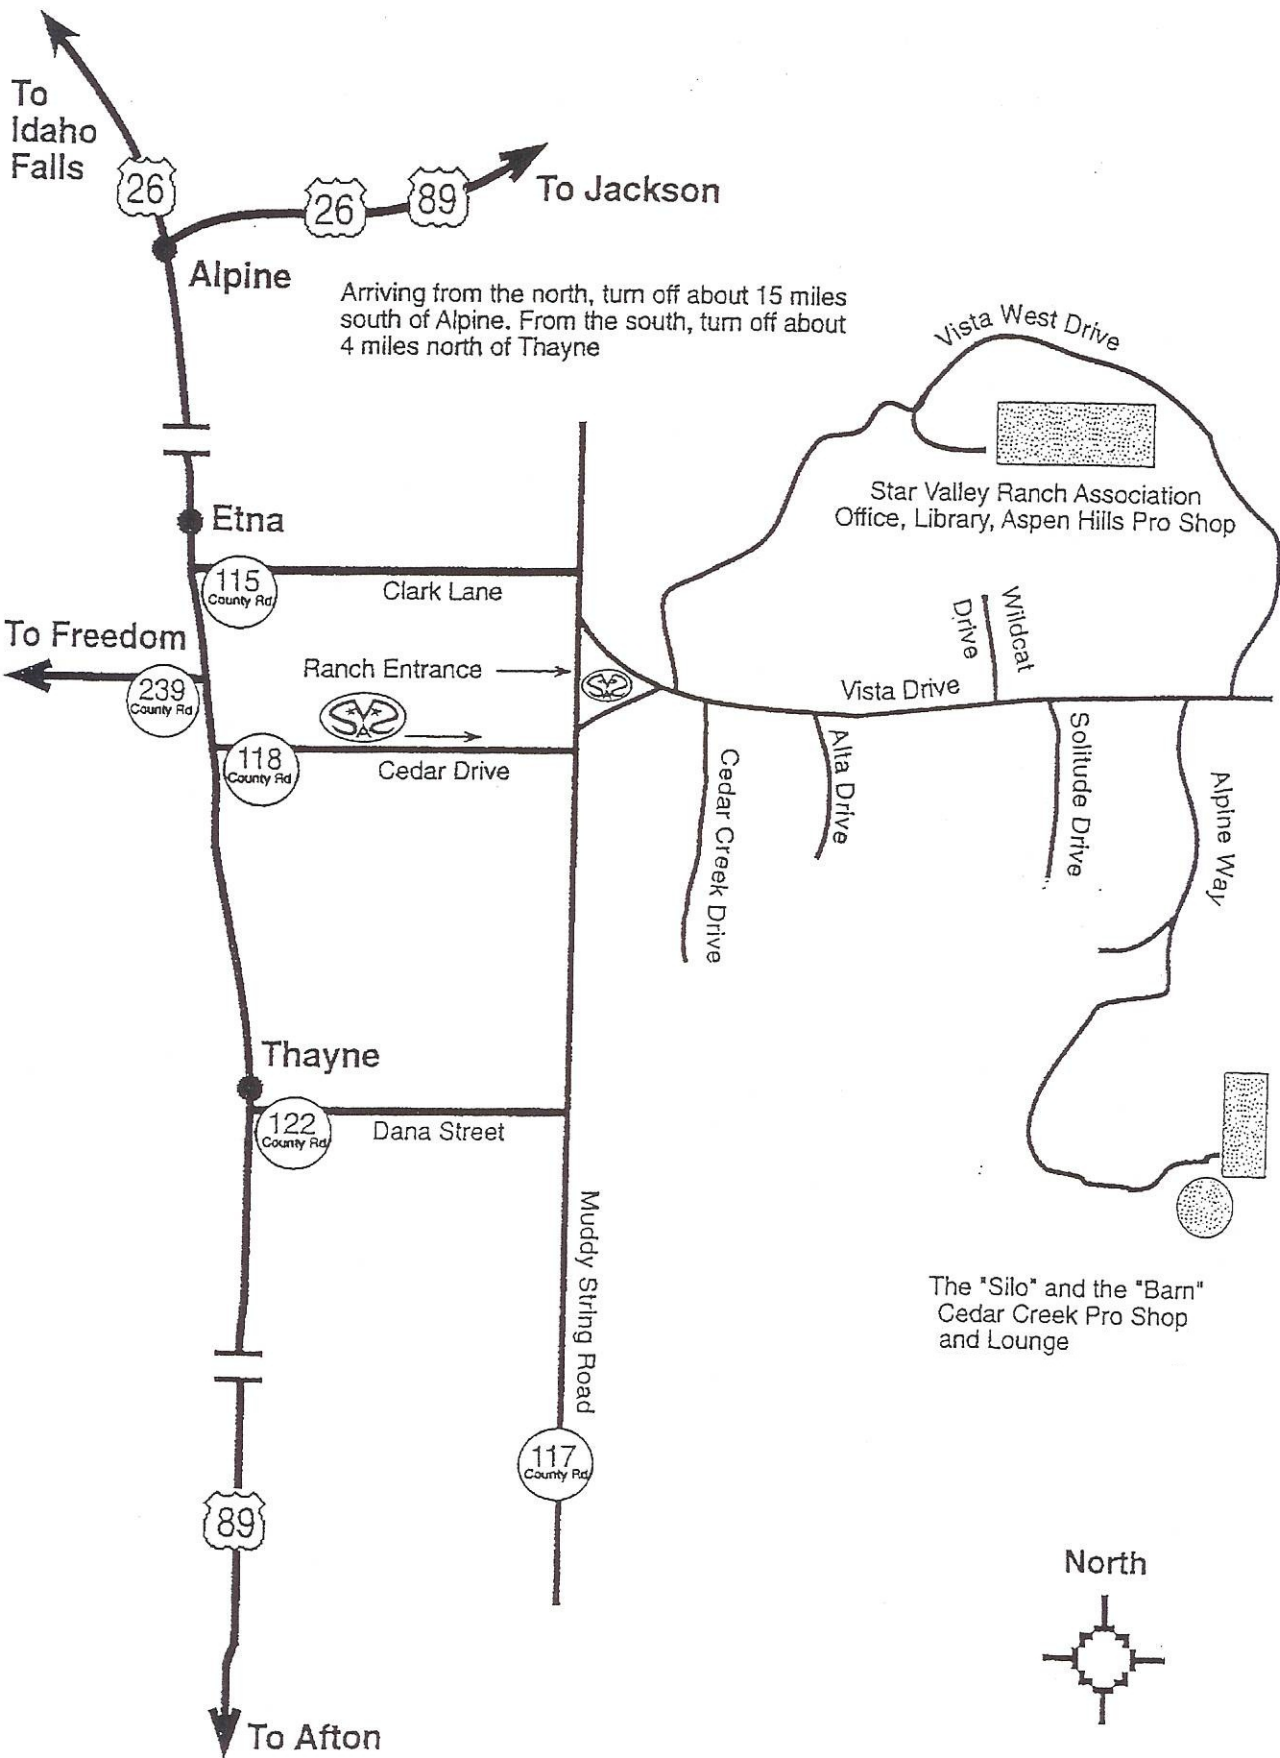 To
Idaho
Falls
26
26
89
To Jackson
Alpine
Arriving from the north, turn off about 15 miles
south of Alpine. From the south, turn off about
4 miles north of Thayne
Vista West Drive
Star Valley Ranch Association
Office, Library, Aspen Hills Pro Shop
Etna
115
County Rd
Clark Lane
To Freedom
239
County Rd
Ranch Entrance
Wildcat
Drive
Vista Drive
118
County Rd
Cedar Drive
Cedar Creek Drive
Alta Drive
Solitude Drive
Alpine Way
Thayne
122
County Rd
Dana Street
Muddy String Road
The "Silo" and the "Barn"
Cedar Creek Pro Shop
and Lounge
117
County Rd
89
North
To Afton